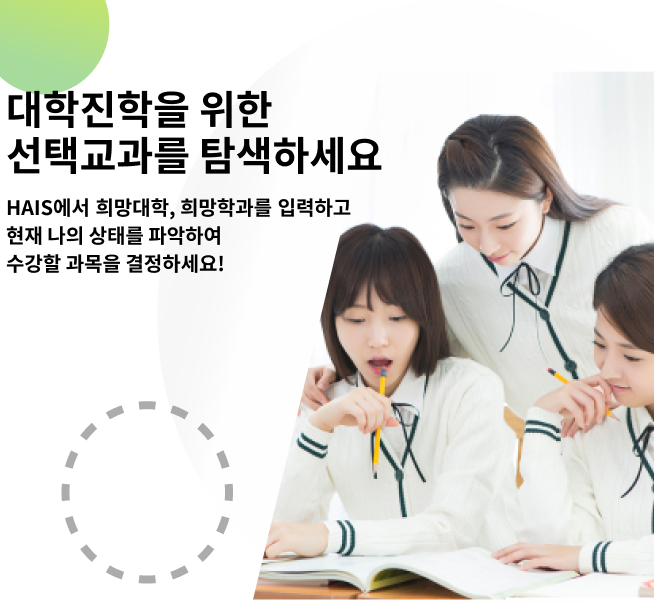 대학진학을 위한
선택교과를 탐색하세요
HAIS에서 희망대학, 희망학과를 입력하고
현재 나의 상태를 파악하여
수강할 과목을 결정하세요!